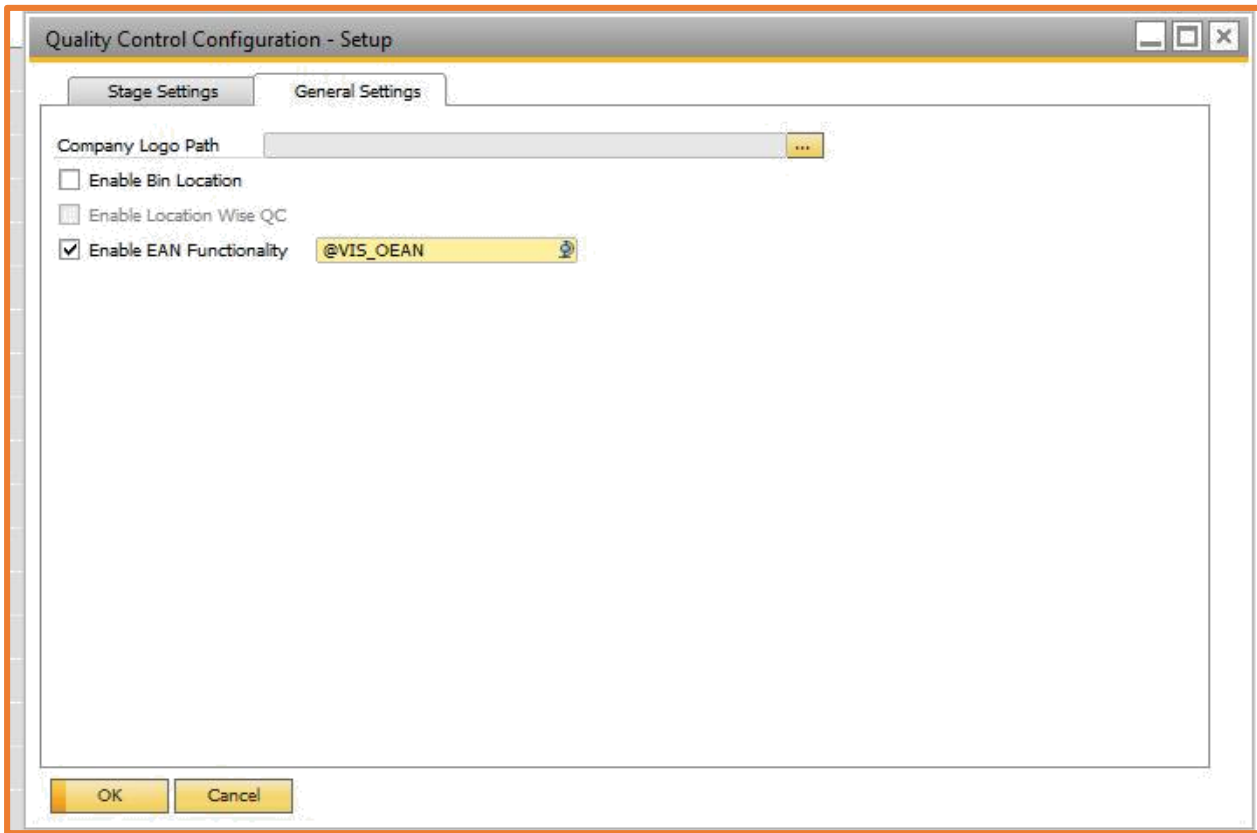 Quality Control Configuration - Setup
Stage Settings General Settings
Company Logo Path ...
Enable Bin Location
Enable Location Wise QC
Enable EAN Functionality @VIS_OEAN
OK Cancel